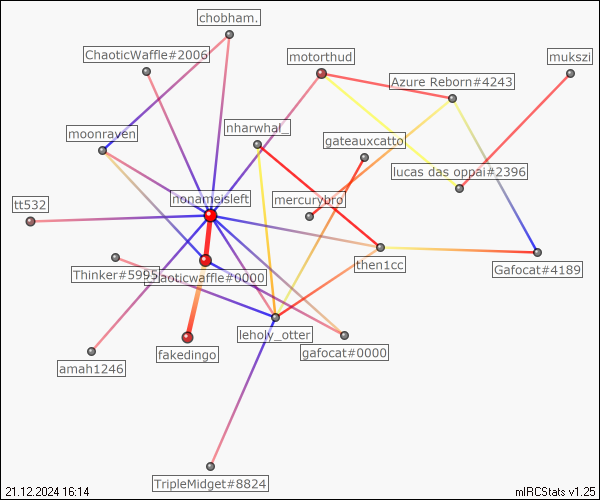 chobham.
ChaoticWaffle#2006
motorthud
mukszi
Azure Reborn#4243
nharwhal_
moonraven
gateauxcatto
lucas das oppai#2396
nonameisleft
mercurybro
tt532
then1cc
Gafocat#4189
Thinker#5995
chaoticwaffle#0000
leholy_otter
gafocat#0000
fakedingo
amah1246
TripleMidget#8824
21.12.2024 16:14
mIRCStats v1.25